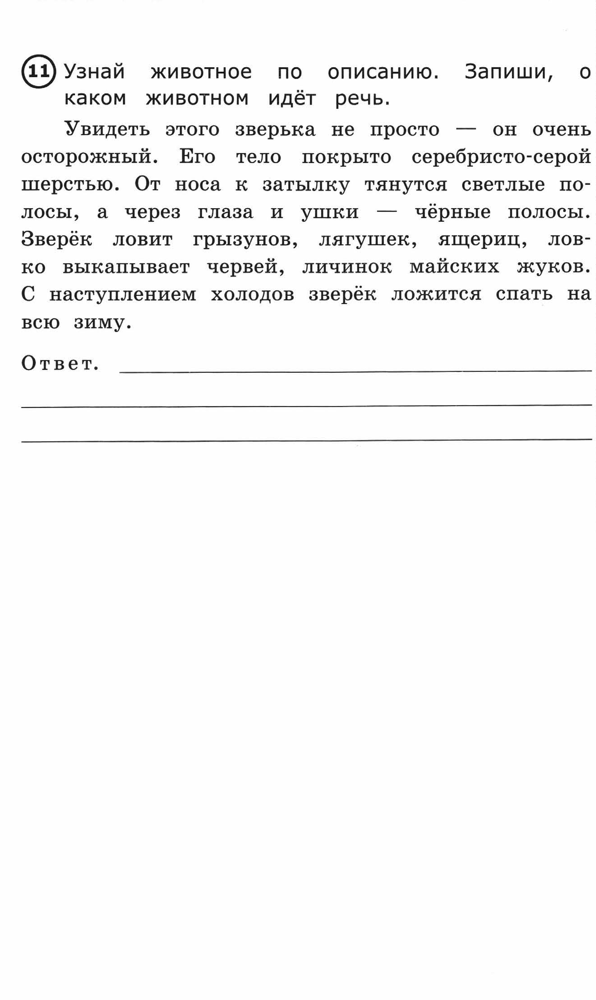 11 Узнай животное по описанию. Запиши, о
каком животном идёт речь.
Увидеть этого зверька не просто — он очень
осторожный. Его тело покрыто серебристо-серой
шерстью. От носа к затылку тянутся светлые по-
лосы, а через глаза и ушки — чёрные полосы.
Зверёк ловит грызунов, лягушек, ящериц, лов-
ко выкапывает червей, личинок майских жуков.
С наступлением холодов зверёк ложится спать на
всю зиму.
Ответ.